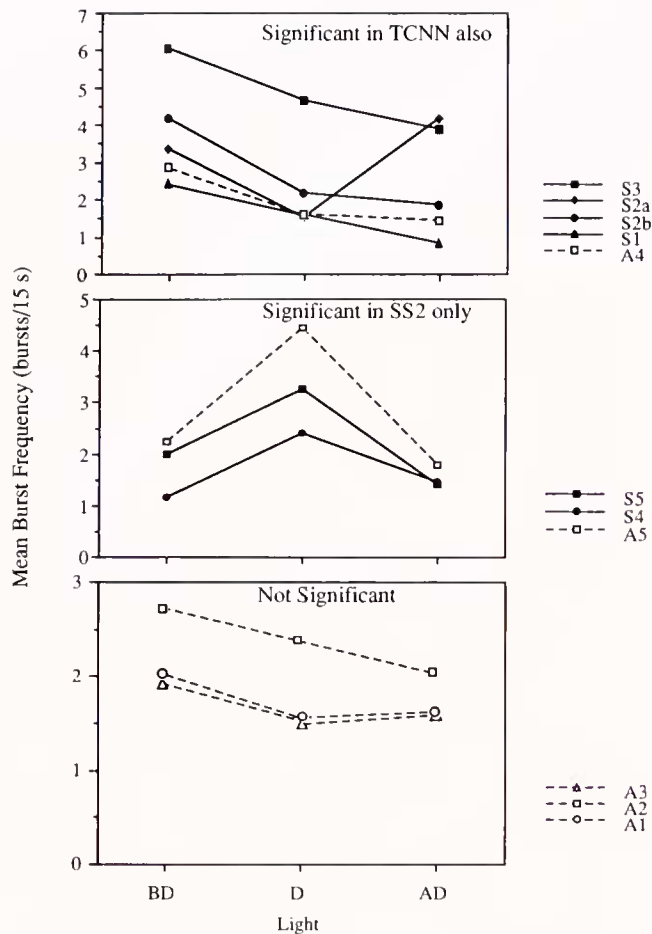 Significant in TCNN also
7
6
5
4
3
2
1
0
S3
S2a
S2b
S1
A4
Significant in SS2 only
5
4
3
2
1
0
S5
S4
A5
Not Significant
3
2
1
0
A3
A2
A1
BD D AD
Light
Mean Burst Frequency (bursts/15 s)